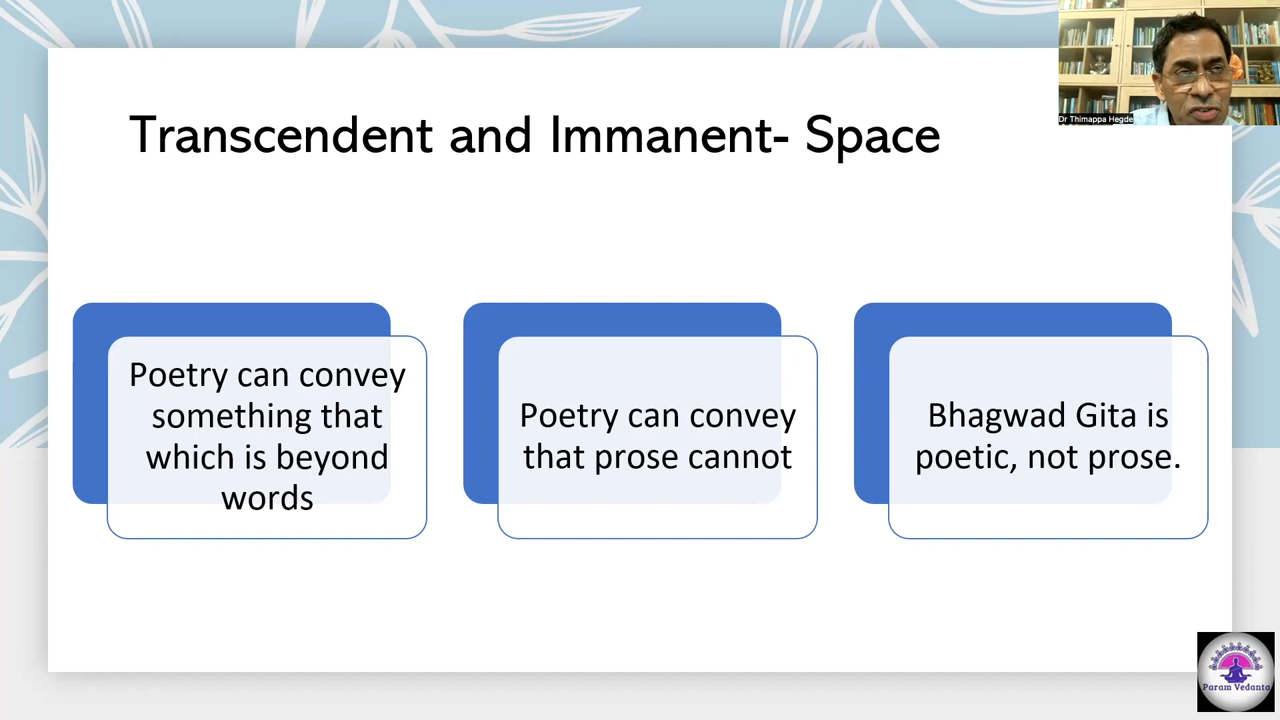 Dr Thimappa Hegde
Transcendent and Immanent- Space
Poetry can convey
something that
which is beyond
words
Poetry can convey
that prose cannot
Bhagwad Gita is
poetic, not prose.
Param Vedanta